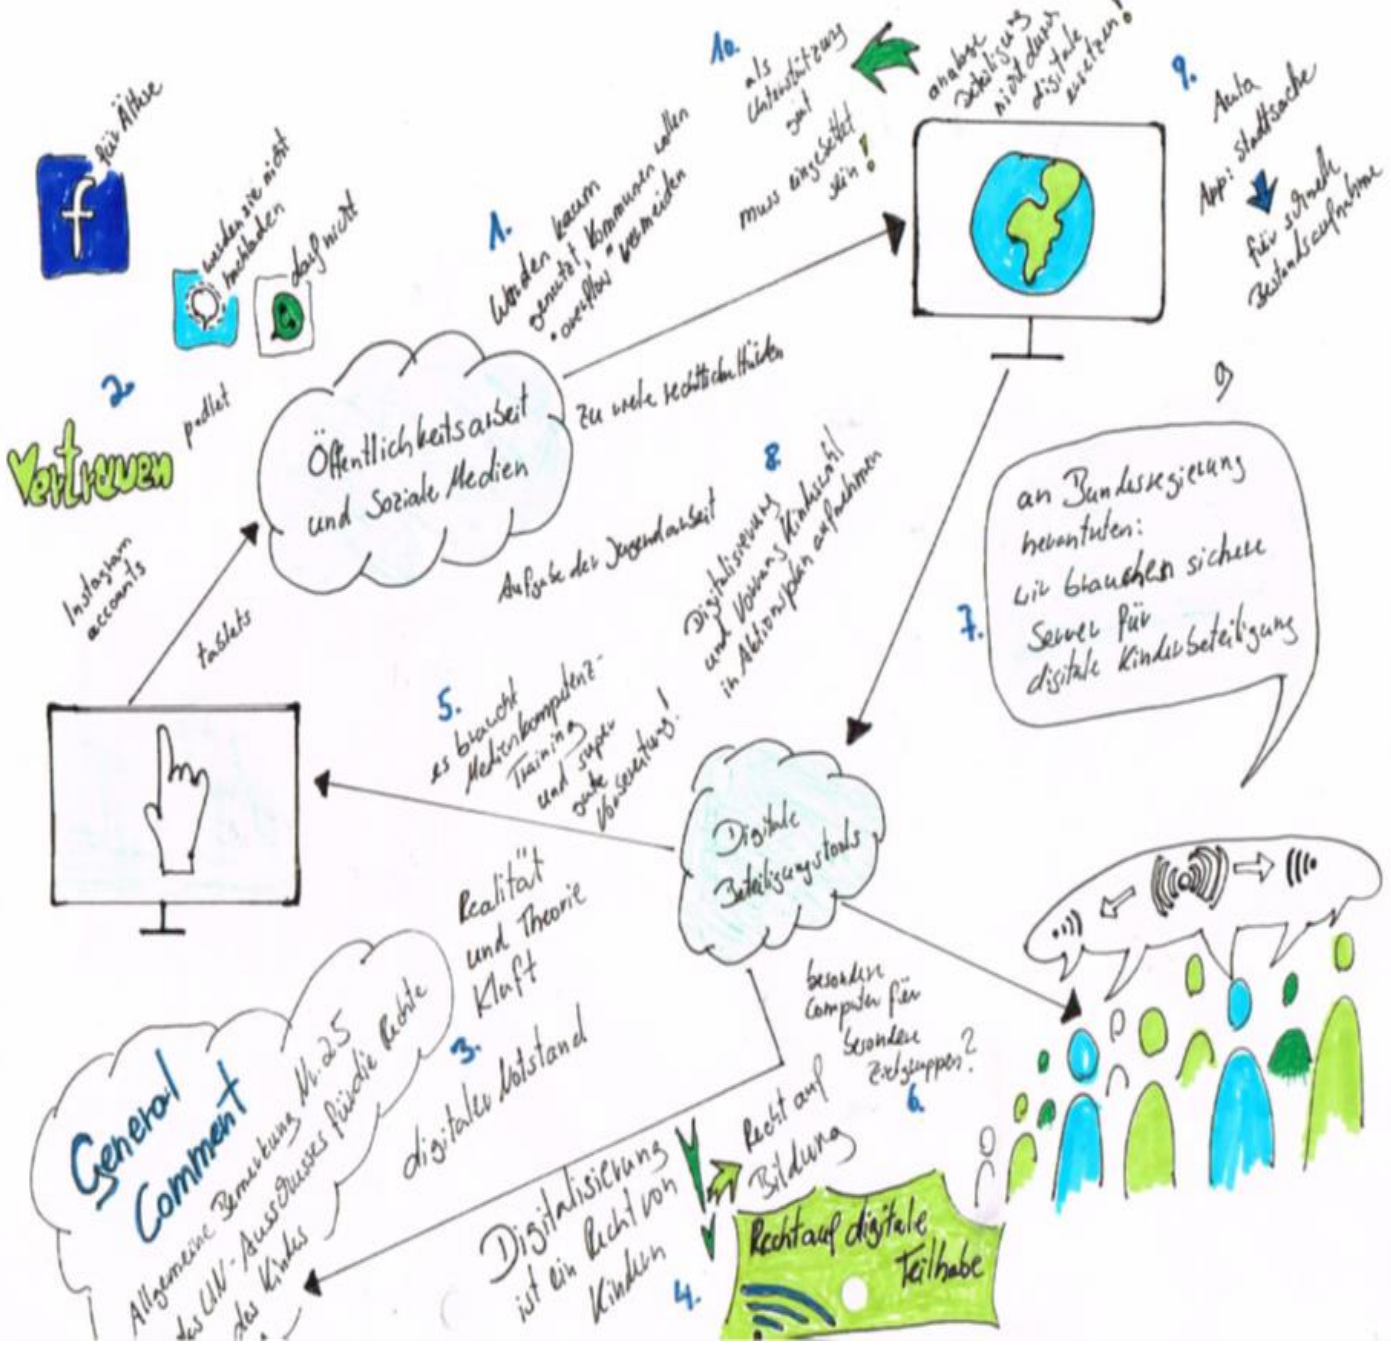 10.
als
Unterstützung
gut
muss eingesetzt
sein!
analoge
Beteiligung
nicht durch
digitale
ersetzen!
9.
Aula
App: Stadtsache
für schnelle
Bestandsaufnahme
f
für Ältere
werden sie nicht
hochladen
darf nicht
1.
Werden kaum
genutzt, Kommunen wollen
"overflow" vermeiden
2.
padlet
Vertrauen
Öffentlichkeitsarbeit
und Soziale Medien
zu viele rechtliche Hürden
Aufgabe der Jugendarbeit
Instagram
accounts
tablets
8.
Digitalisierung
und Vorrang Kindswohl
in Aktionsplan aufnehmen
9
an Bundesregierung
herantreten:
wir brauchen sichere
Server für
digitale Kinderbeteiligung
7.
5.
es braucht
Medienkompetenz-
Training
und super
gute
Vorbereitung!
Digitale
Beteiligungstools
Realität
und Theorie
Kluft
3.
digitaler Notstand
besondere
Computer für
besondere
Zielgruppen?
6.
General
Comment
Allgemeine Bemerkung Nr. 25
des UN-Ausschusses für die Rechte
des Kindes
Digitalisierung
ist ein Recht von
Kindern
4.
Recht auf
Bildung
Recht auf digitale
Teilhabe